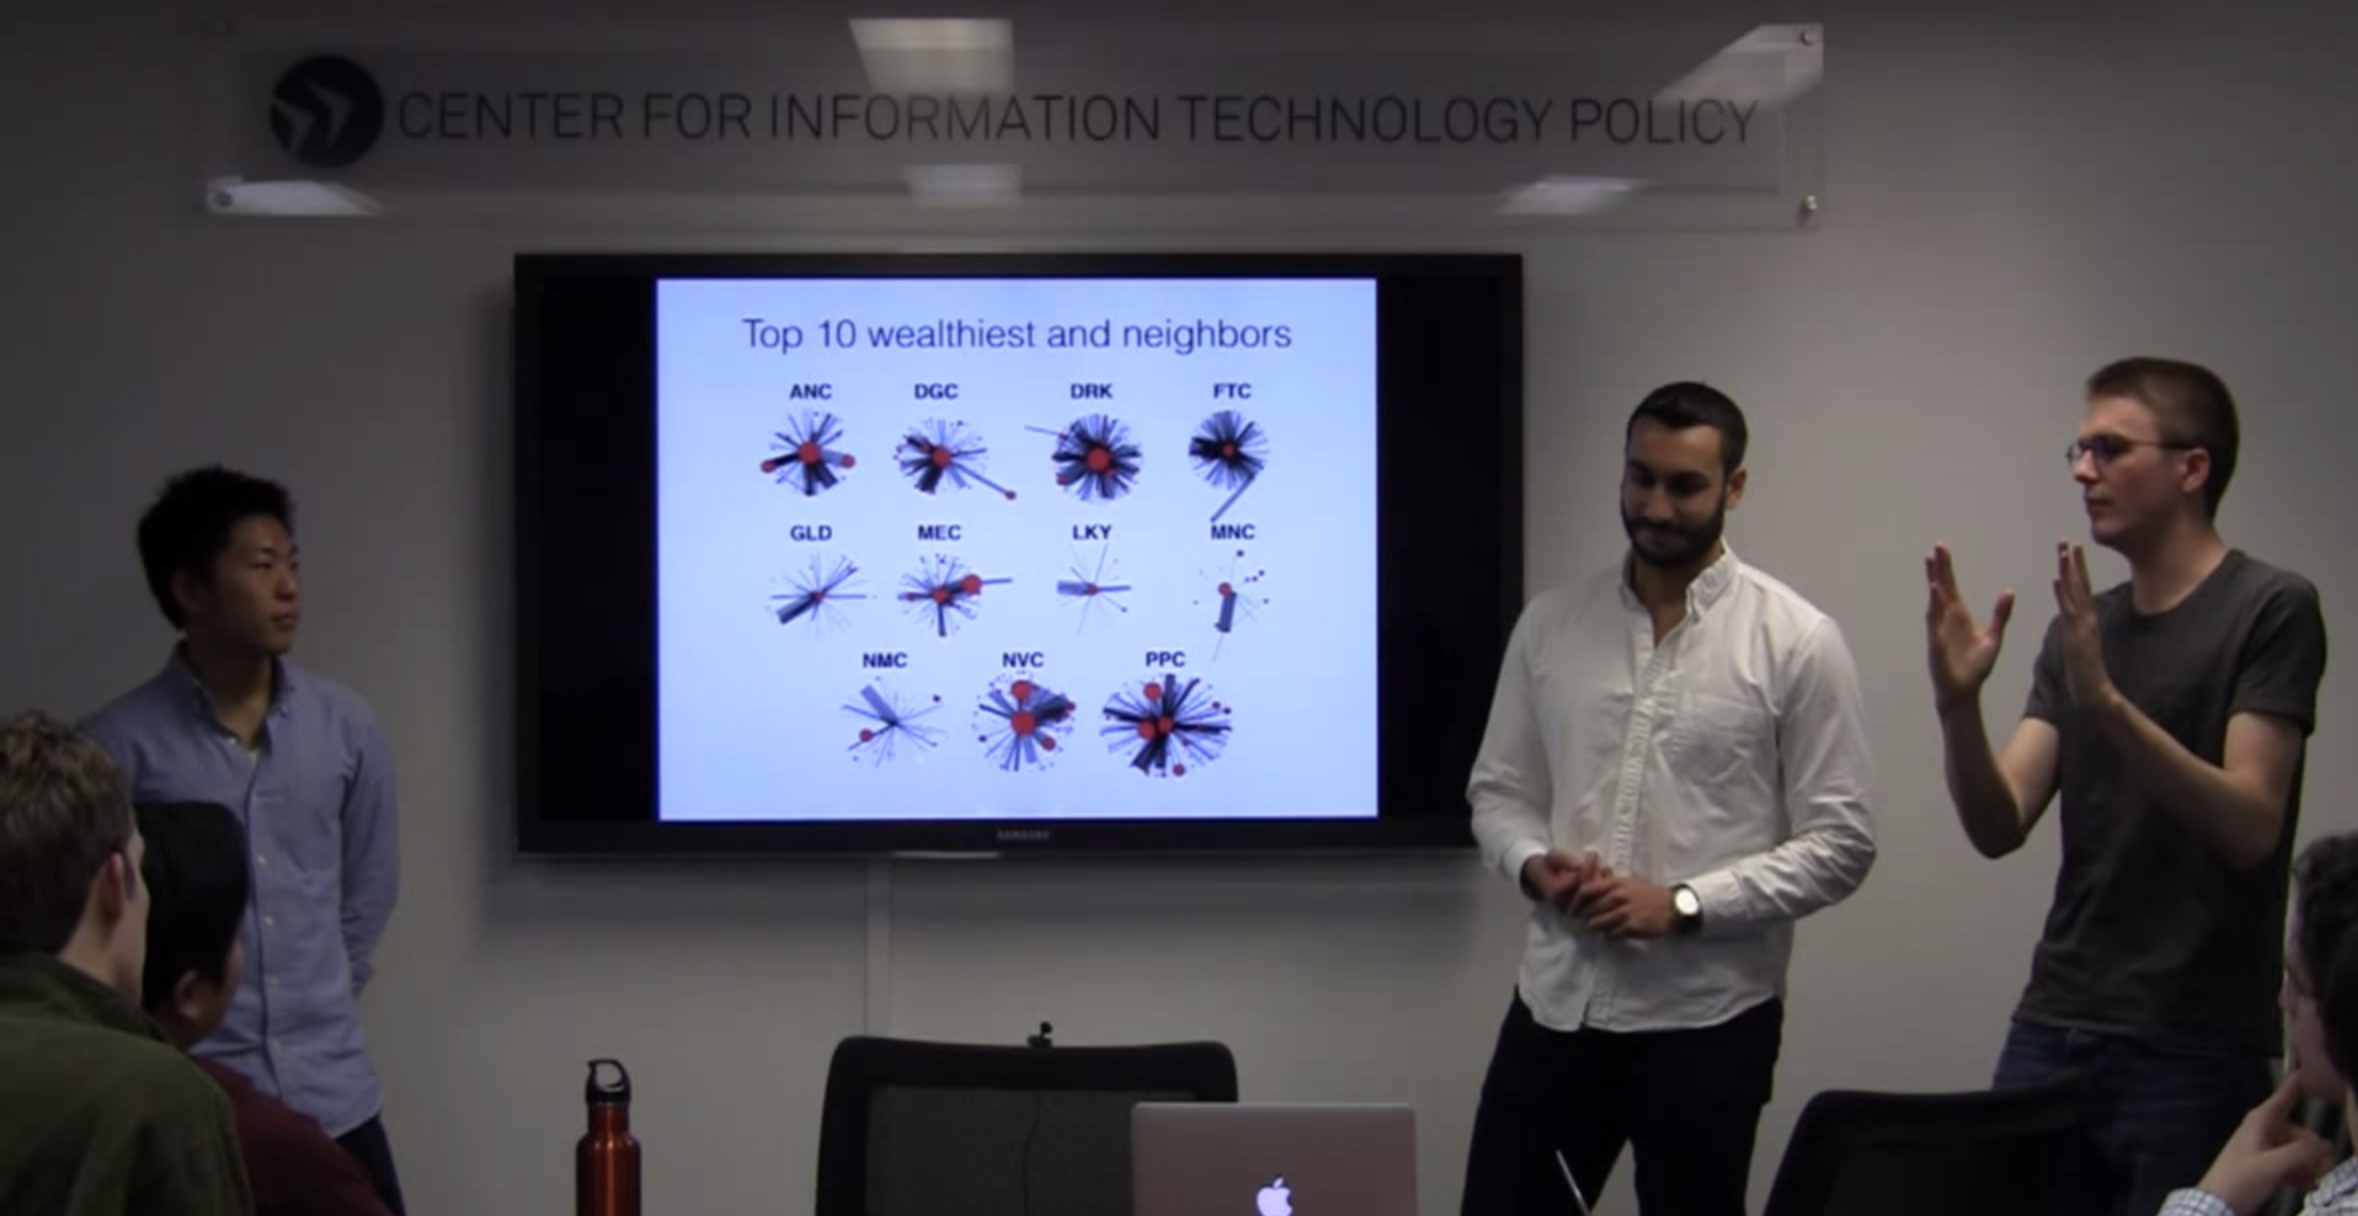 CENTER FOR INFORMATION TECHNOLOGY POLICY
Top 10 wealthiest and neighbors
ANC DGC DRK FTC
GLD MEC LKY MNC
NMC NVC PPC
SAMSUNG